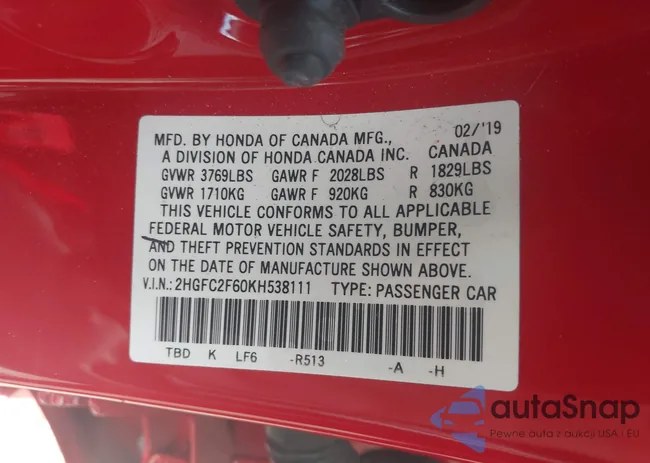 MFD. BY HONDA OF CANADA MFG., 02/'19
A DIVISION OF HONDA CANADA INC. CANADA
GVWR 3769LBS GAWR F 2028LBS R 1829LBS
GVWR 1710KG GAWR F 920KG R 830KG
THIS VEHICLE CONFORMS TO ALL APPLICABLE
FEDERAL MOTOR VEHICLE SAFETY, BUMPER,
AND THEFT PREVENTION STANDARDS IN EFFECT
ON THE DATE OF MANUFACTURE SHOWN ABOVE.
V.I.N.: 2HGFC2F60KH538111 TYPE: PASSENGER CAR
TBD K LF6 -R513 -A -H
autaSnap
Pewne auta z aukcji USA i EU